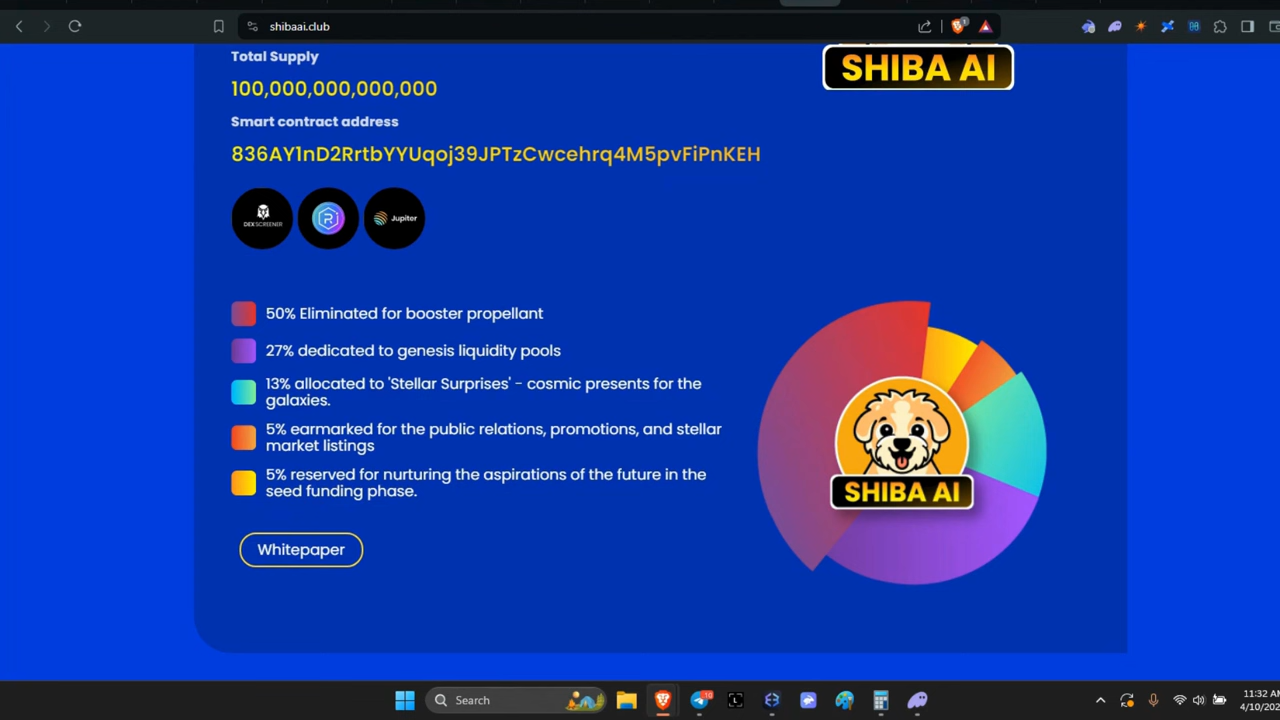 shibaai.club
1
Total Supply
100,000,000,000,000
SHIBA AI
Smart contract address
836AY1nD2RrtbYYUqoj39JPTzCwcehrq4M5pvFiPnKEH
DEXSCREENER
Jupiter
50% Eliminated for booster propellant
27% dedicated to genesis liquidity pools
13% allocated to 'Stellar Surprises' - cosmic presents for the
galaxies.
5% earmarked for the public relations, promotions, and stellar
market listings
5% reserved for nurturing the aspirations of the future in the
seed funding phase.
SHIBA AI
Whitepaper
Search
10
11:32 AM
4/10/202